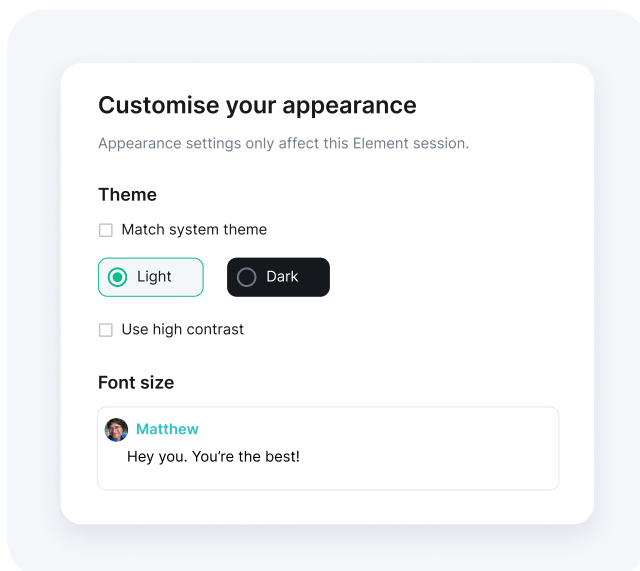 Customise your appearance
Appearance settings only affect this Element session.
Theme
Match system theme
Light
Dark
Use high contrast
Font size
Matthew
Hey you. You’re the best!